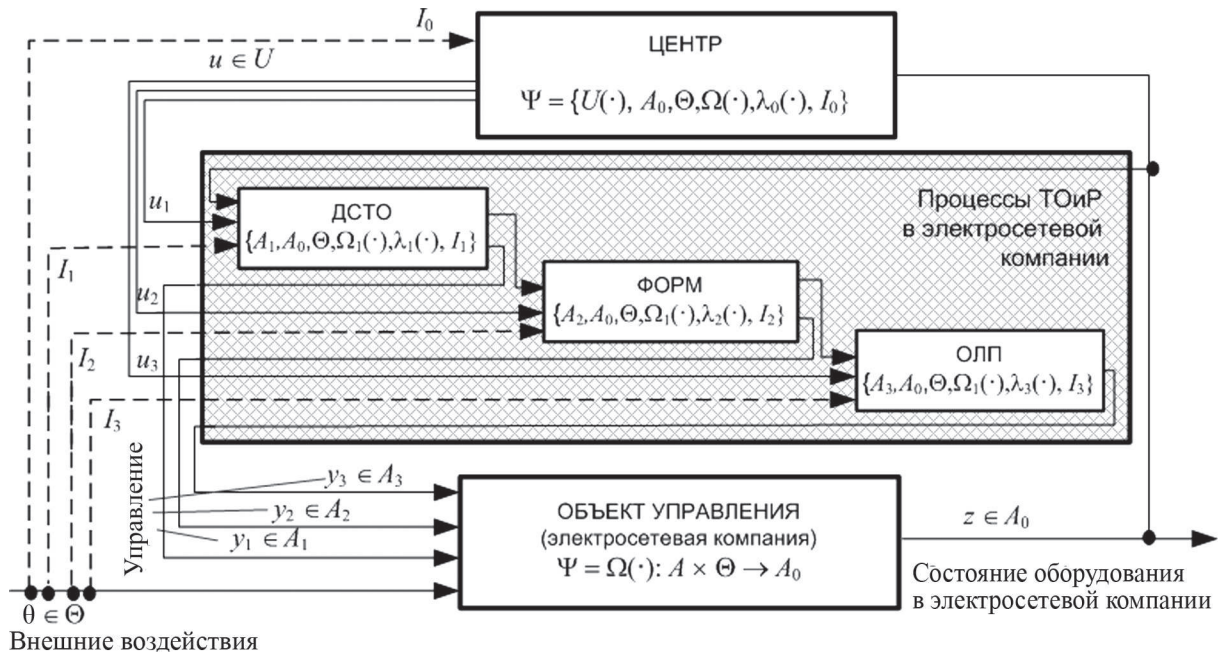 I₀
u ∈ U
ЦЕНТР
Ψ = {U(·), A₀,Θ,Ω(·),λ₀(·), I₀}
Процессы ТОиР
в электросетевой
компании
u₁
ДСТО
{A₁,A₀,Θ,Ω₁(·),λ₁(·), I₁}
I₁
u₂
ФОРМ
{A₂,A₀,Θ,Ω₁(·),λ₂(·), I₂}
I₂
u₃
ОЛП
{A₃,A₀,Θ,Ω₁(·),λ₃(·), I₃}
I₃
Управление
y₃ ∈ A₃
y₂ ∈ A₂
y₁ ∈ A₁
ОБЪЕКТ УПРАВЛЕНИЯ
(электросетевая компания)
Ψ = Ω(·): A × Θ → A₀
z ∈ A₀
Состояние оборудования
в электросетевой компании
θ ∈ Θ
Внешние воздействия